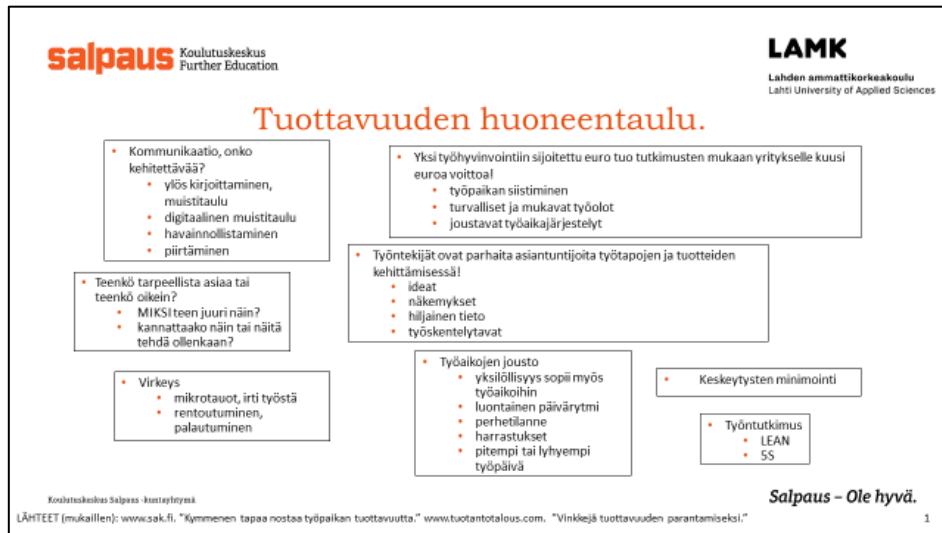 salpaus Koulutuskeskus
Further Education
LAMK
Lahden ammattikorkeakoulu
Lahti University of Applied Sciences
Tuottavuuden huoneentaulu.
• Kommunikaatio, onko
kehitettävää?
• ylös kirjoittaminen,
muistitaulu
• digitaalinen muistitaulu
• havainnollistaminen
• piirtäminen
• Yksi työhyvinvointiin sijoitettu euro tuo tutkimusten mukaan yritykselle kuusi
euroa voittoa!
• työpaikan siistiminen
• turvalliset ja mukavat työolot
• joustavat työaikajärjestelyt
• Työntekijät ovat parhaita asiantuntijoita työtapojen ja tuotteiden
kehittämisessä!
• ideat
• näkemykset
• hiljainen tieto
• työskentelytavat
• Teenkö tarpeellista asiaa tai
teenkö oikein?
• MIKSI teen juuri näin?
• kannattaako näin tai näitä
tehdä ollenkaan?
• Virkeys
• mikrotauot, irti työstä
• rentoutuminen,
palautuminen
• Työaikojen jousto
• yksilöllisyys sopii myös
työaikoihin
• luontainen päivärytmi
• perhetilanne
• harrastukset
• pitempi tai lyhyempi
työpäivä
• Keskeytysten minimointi
• Työntutkimus
• LEAN
• 5S
Koulutuskeskus Salpaus -kuntayhtymä
Salpaus – Ole hyvä.
LÄHTEET (mukaillen): www.sak.fi. "Kymmenen tapaa nostaa työpaikan tuottavuutta." www.tuotantotalous.com. "Vinkkejä tuottavuuden parantamiseksi."
1